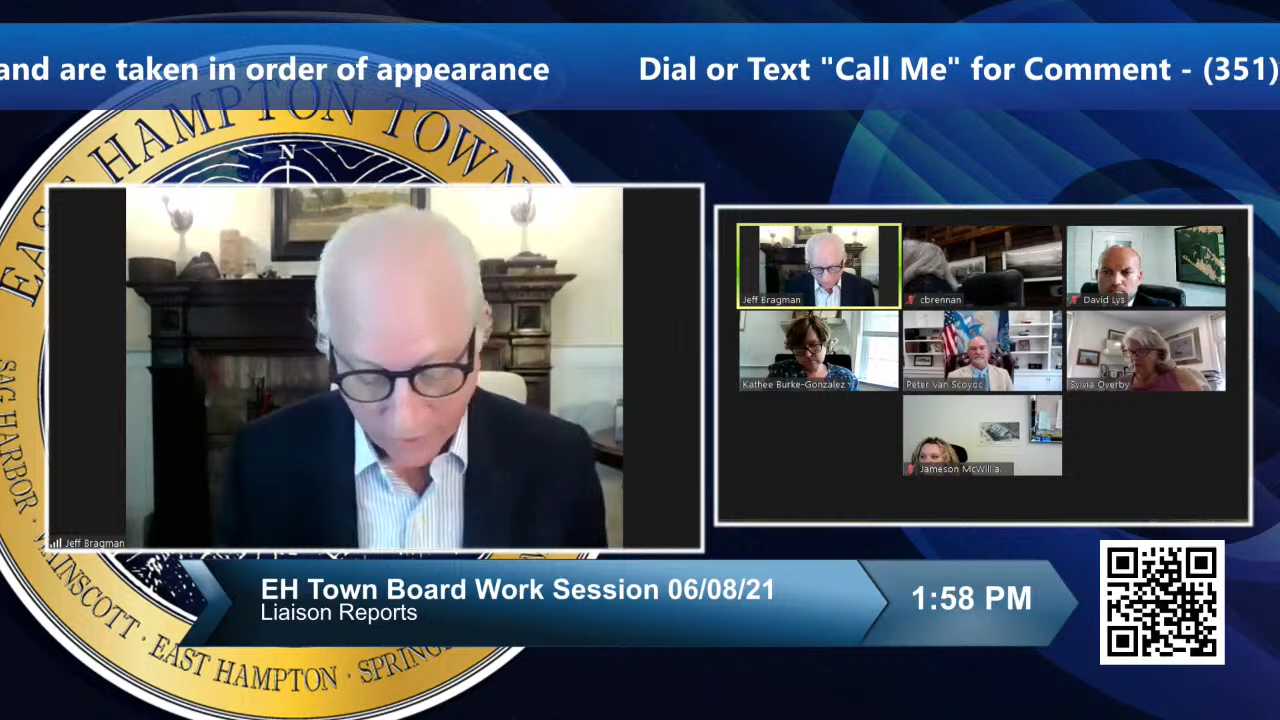 and are taken in order of appearance
Dial or Text "Call Me" for Comment - (351)
EAST HAMPTON TOWN
N
SAG HARBOR · WAINSCOTT · EAST HAMPTON ·
Jeff Bragman
Jeff Bragman
cbrennan
David Lys
Kathee Burke-Gonzalez
Peter Van Scoyoc
Sylvia Overby
Jameson McWillia...
EH Town Board Work Session 06/08/21
Liaison Reports
1:58 PM